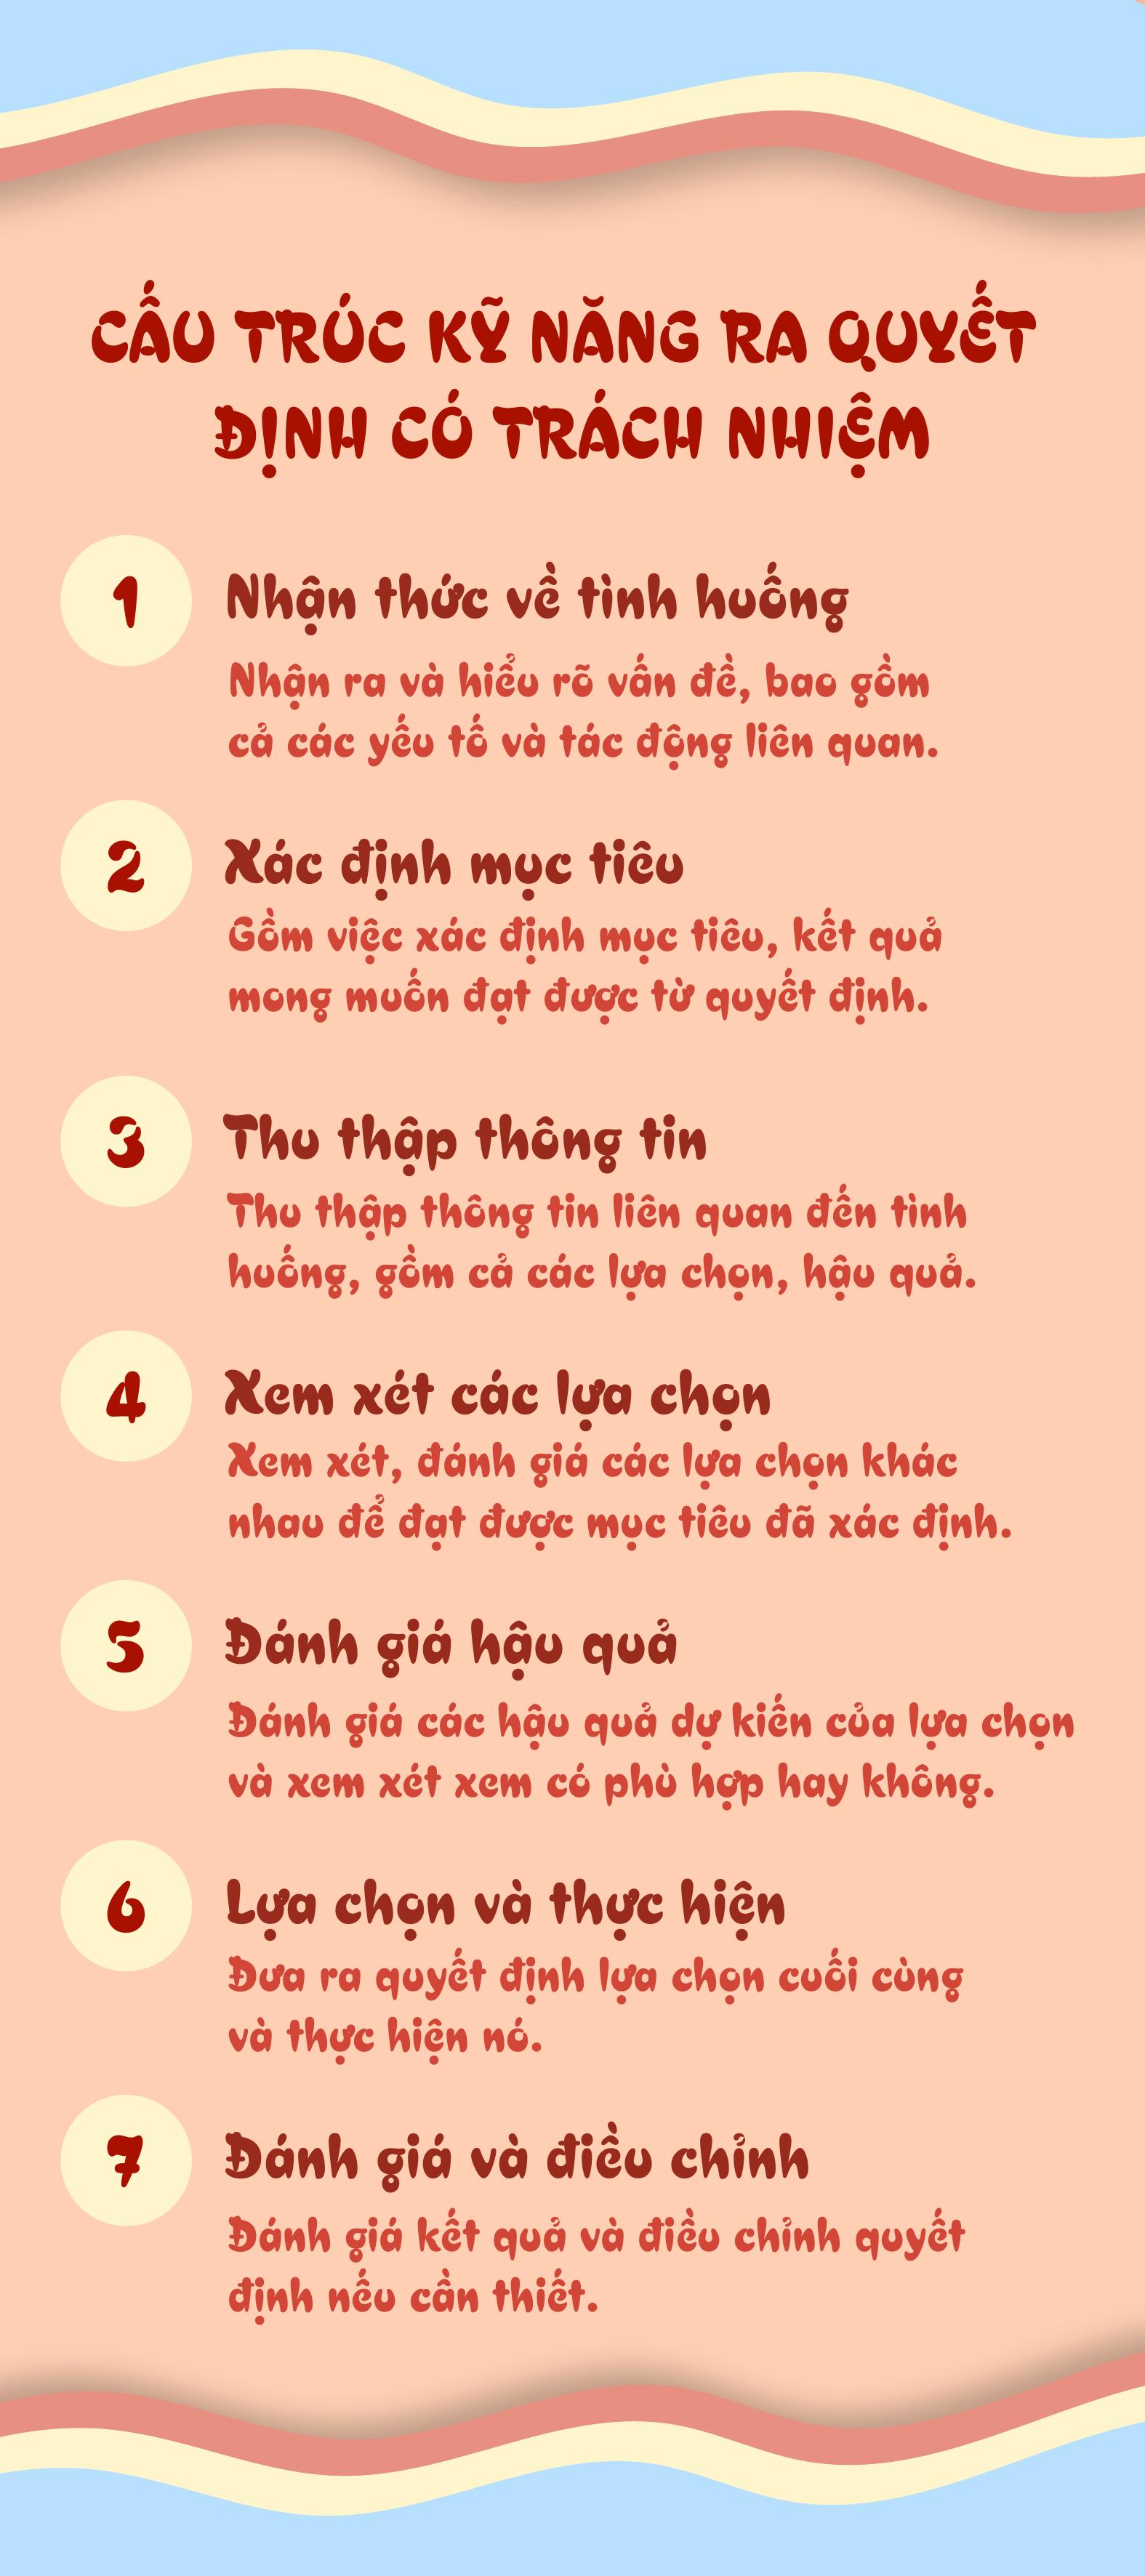 CẤU TRÚC KỸ NĂNG RA QUYẾT
ĐỊNH CÓ TRÁCH NHIỆM
1
Nhận thức về tình huống
Nhận ra và hiểu rõ vấn đề, bao gồm
cả các yếu tố và tác động liên quan.
2
Xác định mục tiêu
Gồm việc xác định mục tiêu, kết quả
mong muốn đạt được từ quyết định.
3
Thu thập thông tin
Thu thập thông tin liên quan đến tình
huống, gồm cả các lựa chọn, hậu quả.
4
Xem xét các lựa chọn
Xem xét, đánh giá các lựa chọn khác
nhau để đạt được mục tiêu đã xác định.
5
Đánh giá hậu quả
Đánh giá các hậu quả dự kiến của lựa chọn
và xem xét xem có phù hợp hay không.
6
Lựa chọn và thực hiện
Đưa ra quyết định lựa chọn cuối cùng
và thực hiện nó.
7
Đánh giá và điều chỉnh
Đánh giá kết quả và điều chỉnh quyết
định nếu cần thiết.